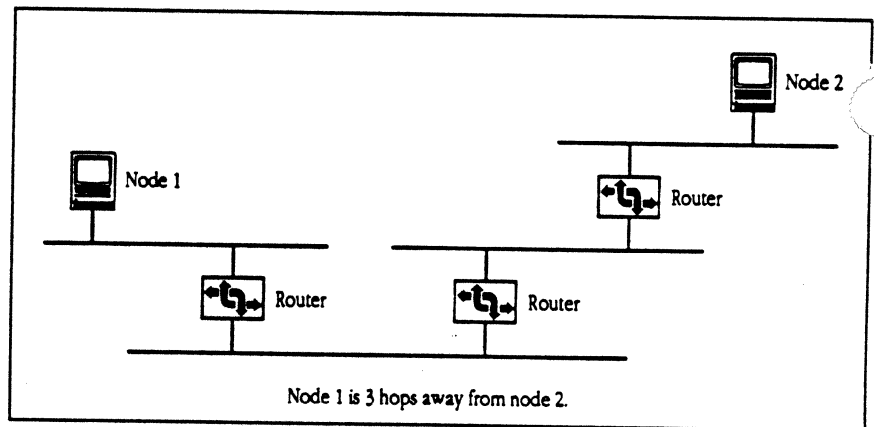 Node 2
Node 1
Router
Router
Router
Node 1 is 3 hops away from node 2.